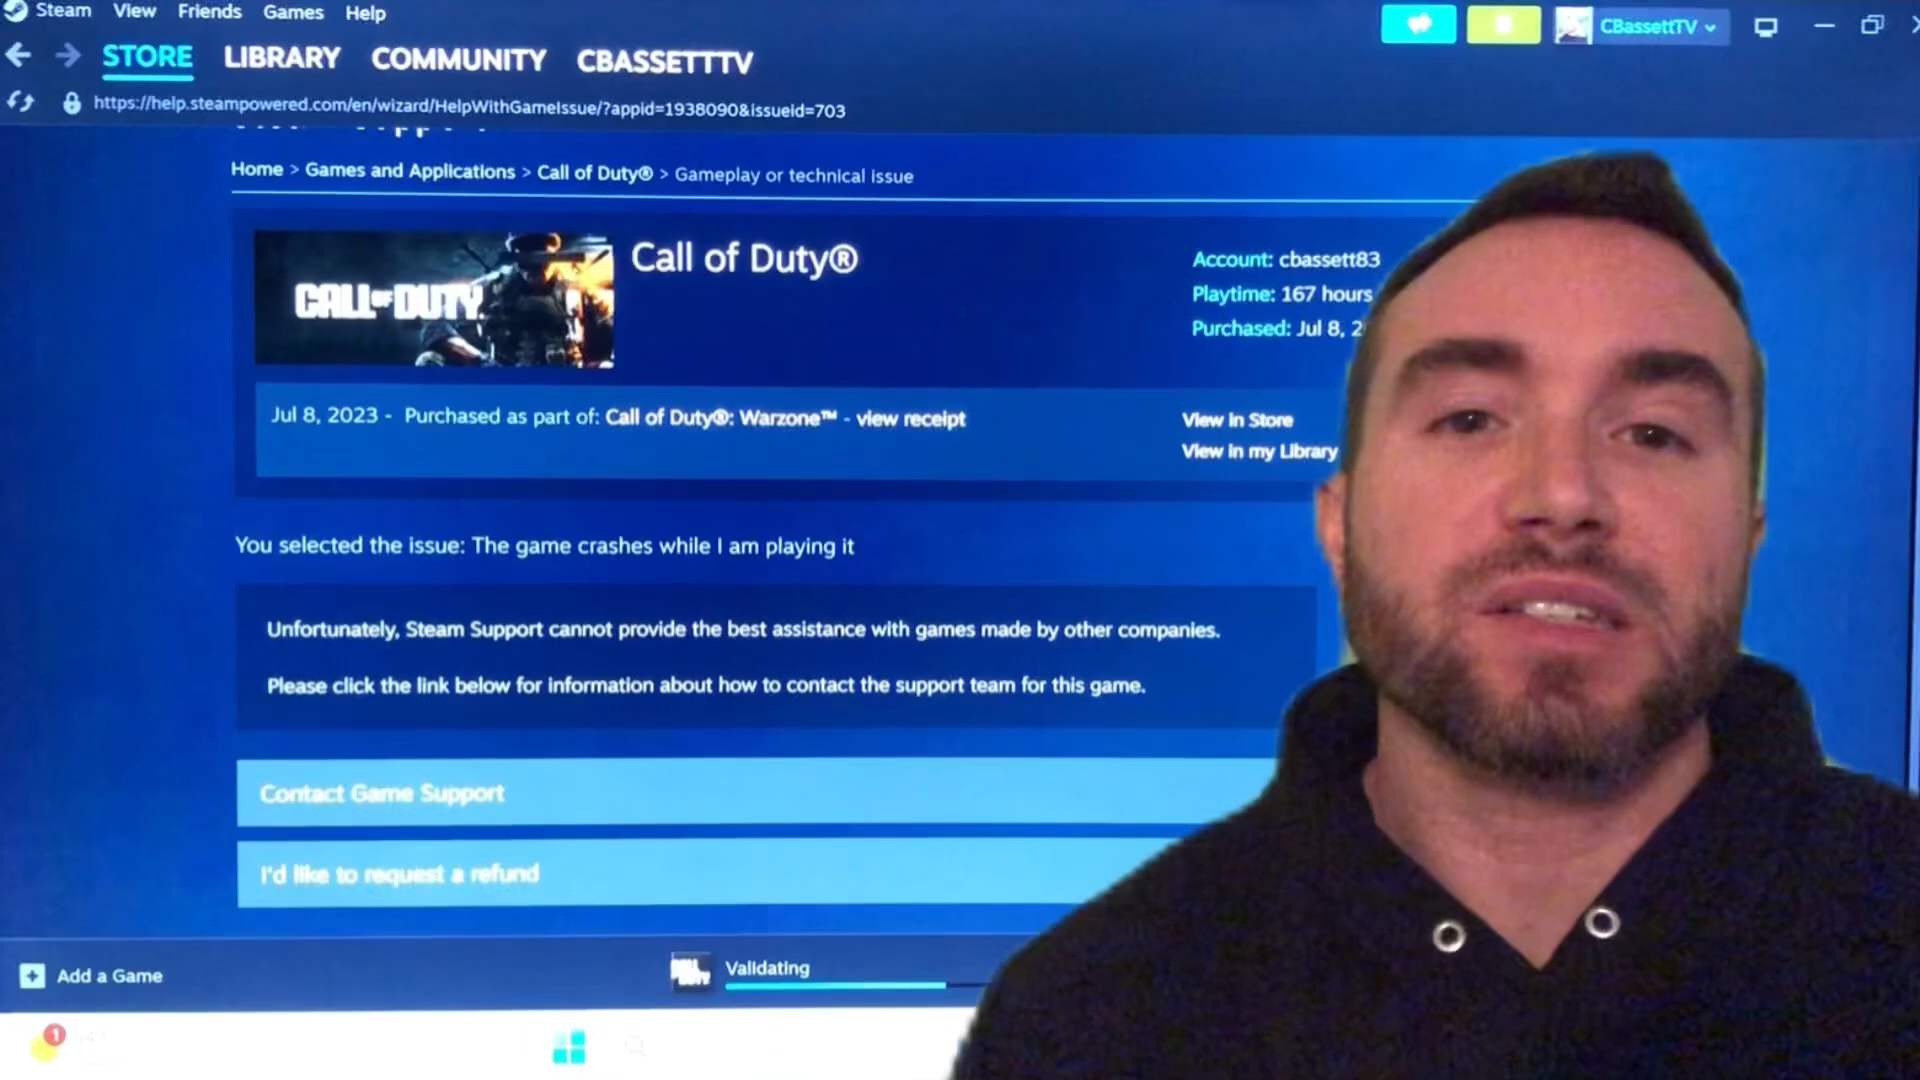 Steam View Friends Games Help
CBassettTV
STORE LIBRARY COMMUNITY CBASSETTTV
https://help.steampowered.com/en/wizard/HelpWithGameIssue/?appid=1938090&issueid=703
Home > Games and Applications > Call of Duty® > Gameplay or technical issue
CALL OF DUTY
Call of Duty®
Account: cbassett83
Playtime: 167 hours
Purchased: Jul 8, 2
Jul 8, 2023 - Purchased as part of: Call of Duty®: Warzone™ - view receipt
View in Store
View in my Library
You selected the issue: The game crashes while I am playing it
Unfortunately, Steam Support cannot provide the best assistance with games made by other companies.
Please click the link below for information about how to contact the support team for this game.
Contact Game Support
I'd like to request a refund
Add a Game
CALL OF DUTY
Validating
1